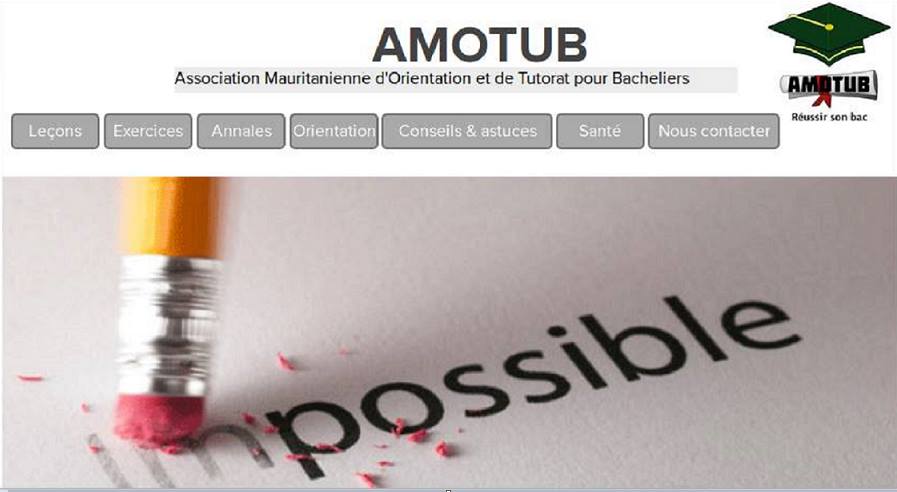 AMOTUB
Association Mauritanienne d'Orientation et de Tutorat pour Bacheliers
AMOTUB
Réussir son bac
Leçons Exercices Annales Orientation Conseils & astuces Santé Nous contacter
impossible